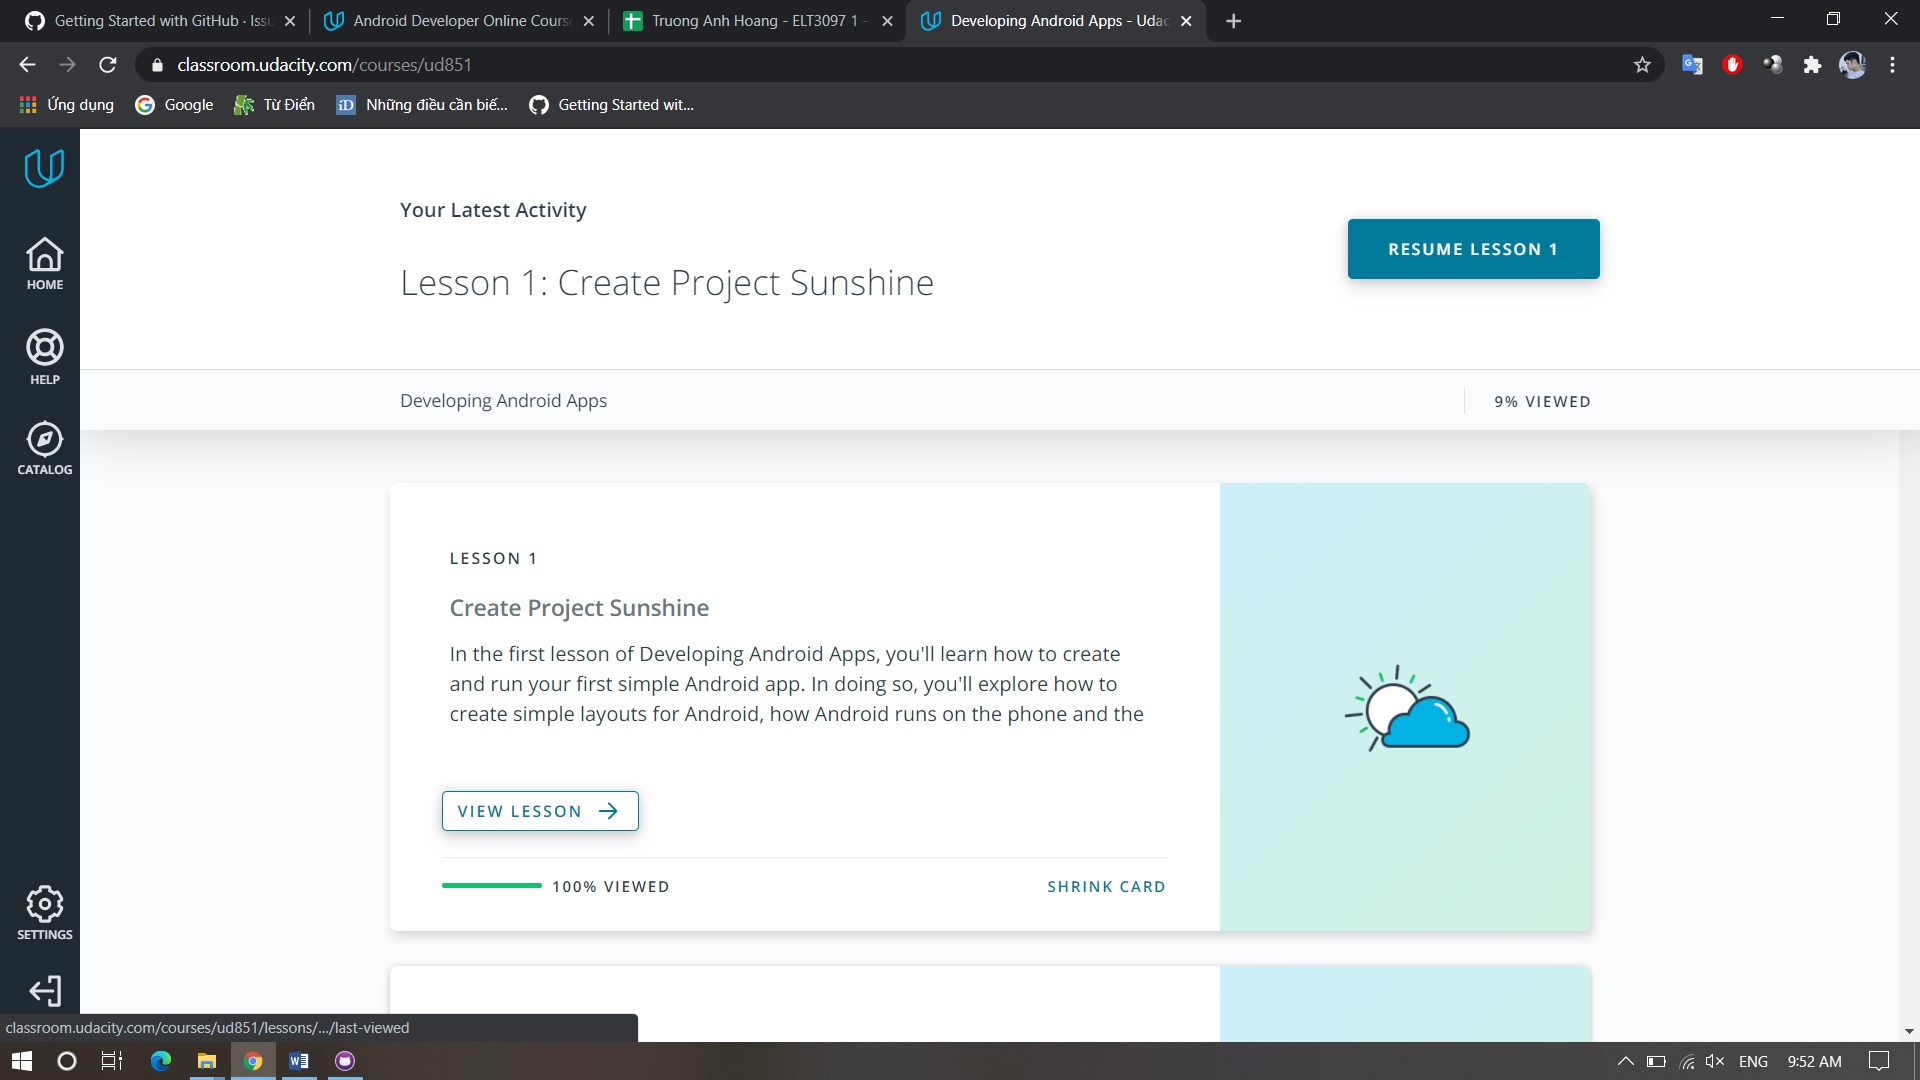 Getting Started with GitHub · Issu
Android Developer Online Course
Truong Anh Hoang - ELT3097 1 -
Developing Android Apps - Udac
classroom.udacity.com/courses/ud851
Ứng dụng
Google
Từ Điển
iD
Những điều cần biế...
Getting Started wit...
HOME
HELP
CATALOG
SETTINGS
Your Latest Activity
Lesson 1: Create Project Sunshine
RESUME LESSON 1
Developing Android Apps
9% VIEWED
LESSON 1
Create Project Sunshine
In the first lesson of Developing Android Apps, you'll learn how to create
and run your first simple Android app. In doing so, you'll explore how to
create simple layouts for Android, how Android runs on the phone and the
VIEW LESSON
100% VIEWED
SHRINK CARD
classroom.udacity.com/courses/ud851/lessons/.../last-viewed
ENG
9:52 AM